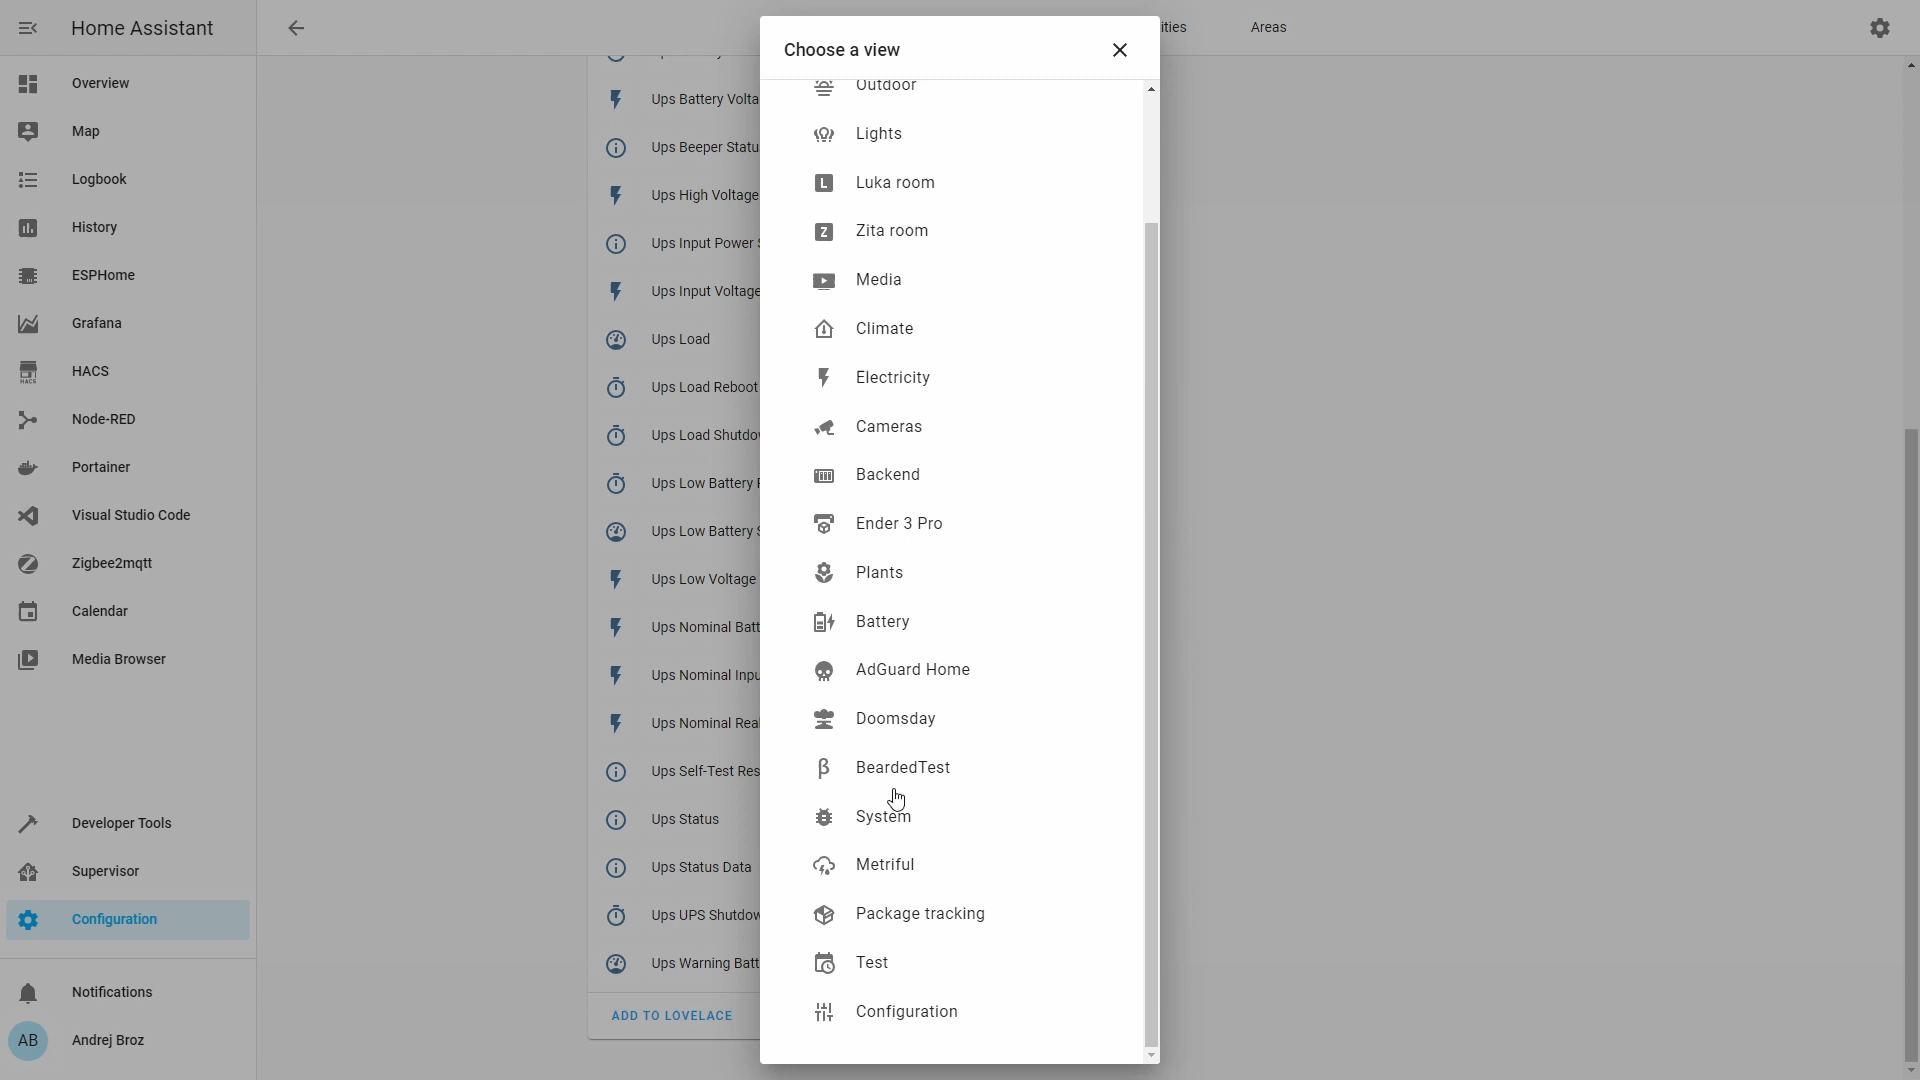 Home Assistant
Overview
Map
Logbook
History
ESPHome
Grafana
HACS
HACS
Node-RED
Portainer
Visual Studio Code
Zigbee2mqtt
Calendar
Media Browser
Developer Tools
Supervisor
Configuration
Notifications
AB
Andrej Broz
ities
Areas
Ups Battery Volta
Ups Beeper Statu
Ups High Voltage
Ups Input Power S
Ups Input Voltage
Ups Load
Ups Load Reboot
Ups Load Shutdov
Ups Low Battery
Ups Low Battery S
Ups Low Voltage
Ups Nominal Batt
Ups Nominal Inpu
Ups Nominal Real
Ups Self-Test Res
Ups Status
Ups Status Data
Ups UPS Shutdow
Ups Warning Batt
ADD TO LOVELACE
Choose a view
Outdoor
Lights
L
Luka room
Z
Zita room
Media
Climate
Electricity
Cameras
Backend
Ender 3 Pro
Plants
Battery
AdGuard Home
Doomsday
β
BeardedTest
System
Metriful
Package tracking
Test
Configuration